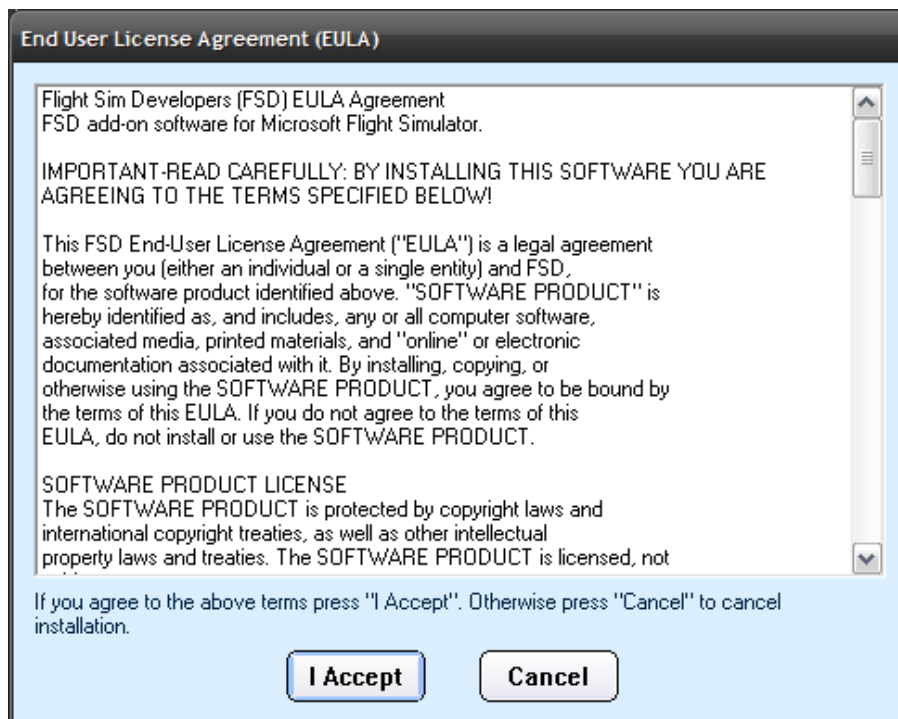 End User License Agreement (EULA)
Flight Sim Developers (FSD) EULA Agreement
FSD add-on software for Microsoft Flight Simulator.
IMPORTANT-READ CAREFULLY: BY INSTALLING THIS SOFTWARE YOU ARE
AGREEING TO THE TERMS SPECIFIED BELOW!
This FSD End-User License Agreement ("EULA") is a legal agreement
between you (either an individual or a single entity) and FSD,
for the software product identified above. "SOFTWARE PRODUCT" is
hereby identified as, and includes, any or all computer software,
associated media, printed materials, and "online" or electronic
documentation associated with it. By installing, copying, or
otherwise using the SOFTWARE PRODUCT, you agree to be bound by
the terms of this EULA. If you do not agree to the terms of this
EULA, do not install or use the SOFTWARE PRODUCT.
SOFTWARE PRODUCT LICENSE
The SOFTWARE PRODUCT is protected by copyright laws and
international copyright treaties, as well as other intellectual
property laws and treaties. The SOFTWARE PRODUCT is licensed, not
If you agree to the above terms press "I Accept". Otherwise press "Cancel" to cancel
installation.
I Accept
Cancel